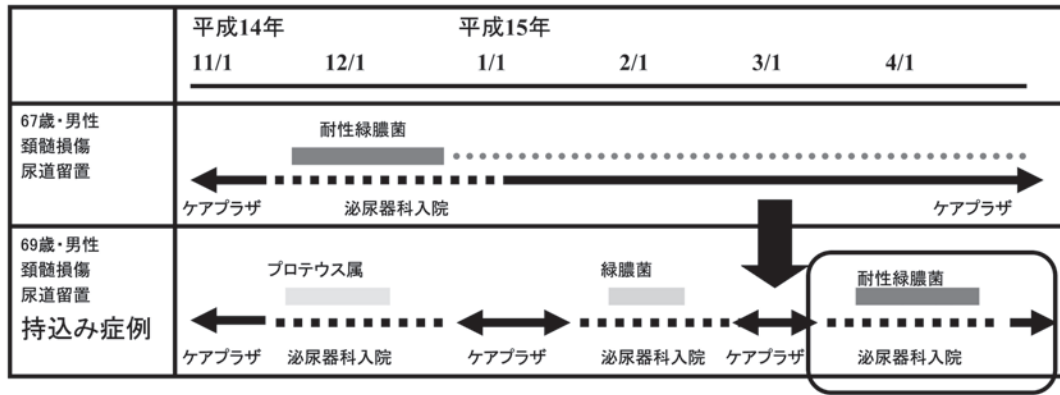 平成14年 平成15年
11/1 12/1 1/1 2/1 3/1 4/1
67歳・男性
頚髄損傷
尿道留置
耐性緑膿菌
ケアプラザ 泌尿器科入院 ケアプラザ
69歳・男性
頚髄損傷
尿道留置
持込み症例
プロテウス属 緑膿菌 耐性緑膿菌
ケアプラザ 泌尿器科入院 ケアプラザ 泌尿器科入院 ケアプラザ 泌尿器科入院